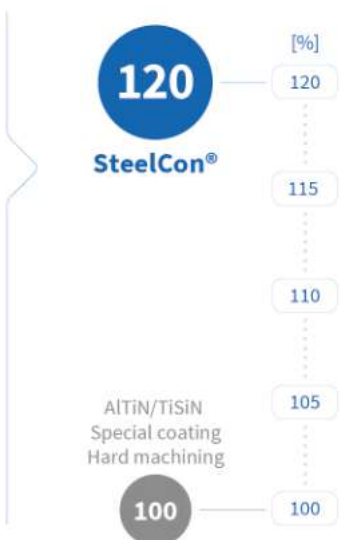 [%]
120
120
SteelCon®
115
110
105
AlTiN/TiSiN
Special coating
Hard machining
100
100